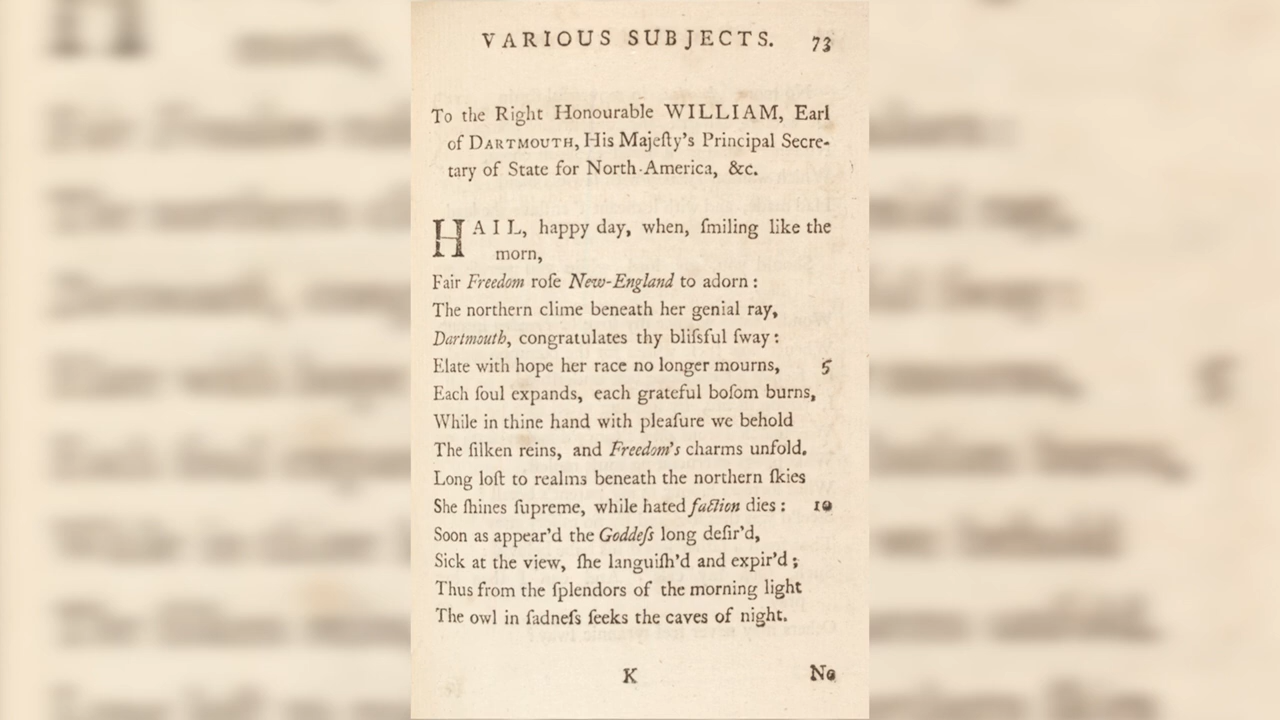 VARIOUS SUBJECTS. 73
To the Right Honourable WILLIAM, Earl
of DARTMOUTH, His Majeſty's Principal Secre-
tary of State for North-America, &c.
HAIL, happy day, when, ſmiling like the
morn,
Fair Freedom roſe New-England to adorn:
The northern clime beneath her genial ray,
Dartmouth, congratulates thy bliſsful ſway:
Elate with hope her race no longer mourns, 5
Each ſoul expands, each grateful boſom burns,
While in thine hand with pleaſure we behold
The ſilken reins, and Freedom's charms unfold.
Long loſt to realms beneath the northern ſkies
She ſhines ſupreme, while hated faction dies: 10
Soon as appear'd the Goddeſs long deſir'd,
Sick at the view, ſhe languiſh'd and expir'd;
Thus from the ſplendors of the morning light
The owl in ſadneſs ſeeks the caves of night.
K No